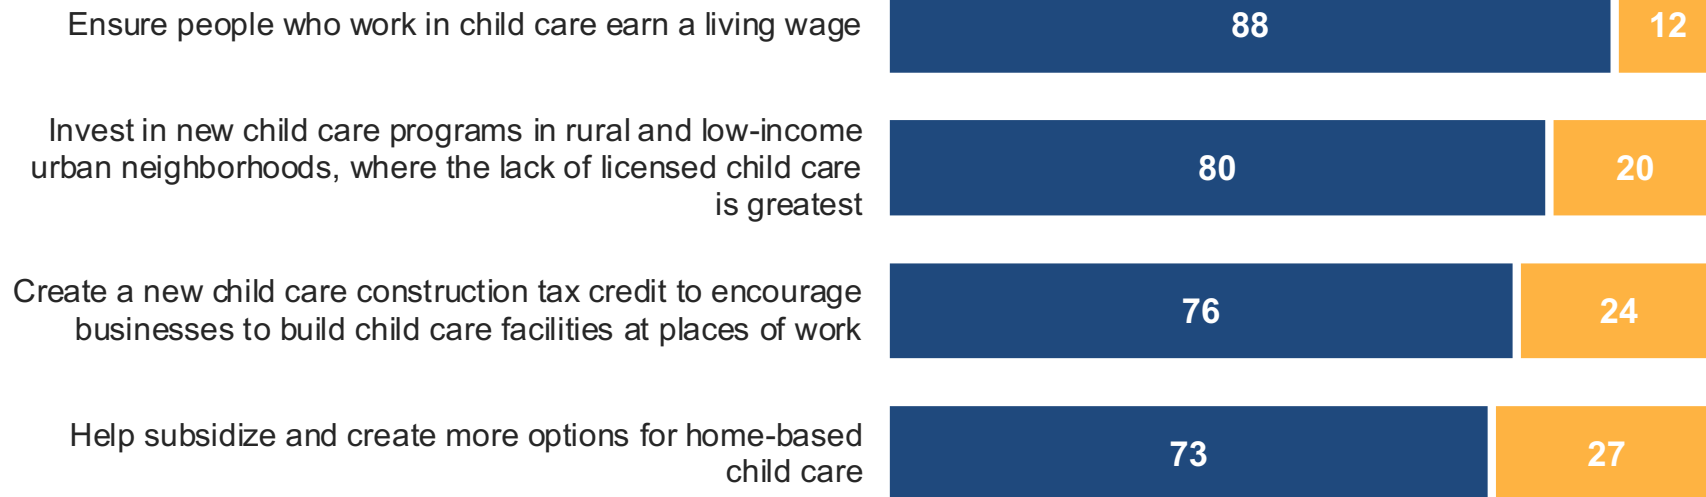 Ensure people who work in child care earn a living wage
88
12
Invest in new child care programs in rural and low-income
urban neighborhoods, where the lack of licensed child care
is greatest
80
20
Create a new child care construction tax credit to encourage
businesses to build child care facilities at places of work
76
24
Help subsidize and create more options for home-based
child care
73
27